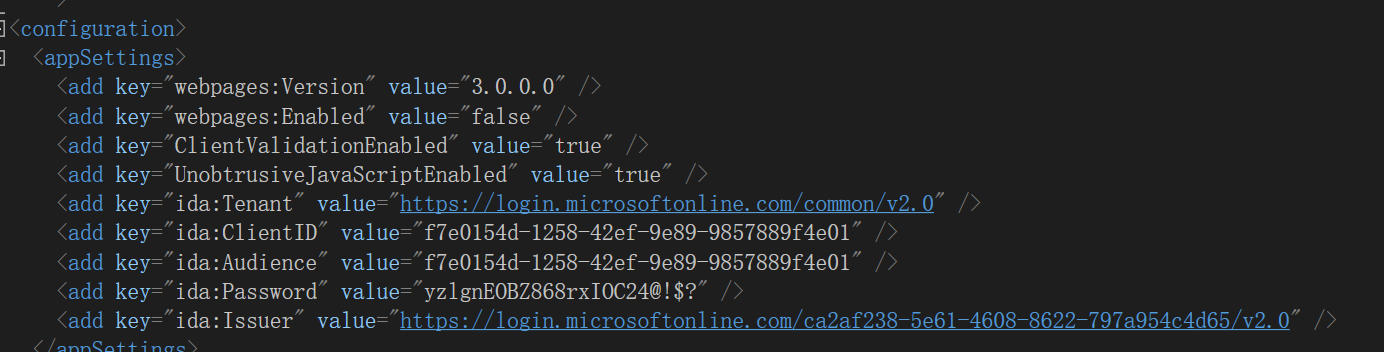 <configuration>
<appSettings>
<add key="webpages:Version" value="3.0.0.0" />
<add key="webpages:Enabled" value="false" />
<add key="ClientValidationEnabled" value="true" />
<add key="UnobtrusiveJavaScriptEnabled" value="true" />
<add key="ida:Tenant" value="https://login.microsoftonline.com/common/v2.0" />
<add key="ida:ClientID" value="f7e0154d-1258-42ef-9e89-9857889f4e01" />
<add key="ida:Audience" value="f7e0154d-1258-42ef-9e89-9857889f4e01" />
<add key="ida:Password" value="yzlgnEOBZ868rxIOC24@!$?" />
<add key="ida:Issuer" value="https://login.microsoftonline.com/ca2af238-5e61-4608-8622-797a954c4d65/v2.0" />
</appSettings>